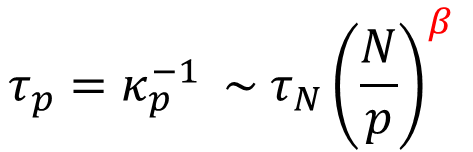 τ_p = κ_p^{-1} ~ τ_N (N/p)^β